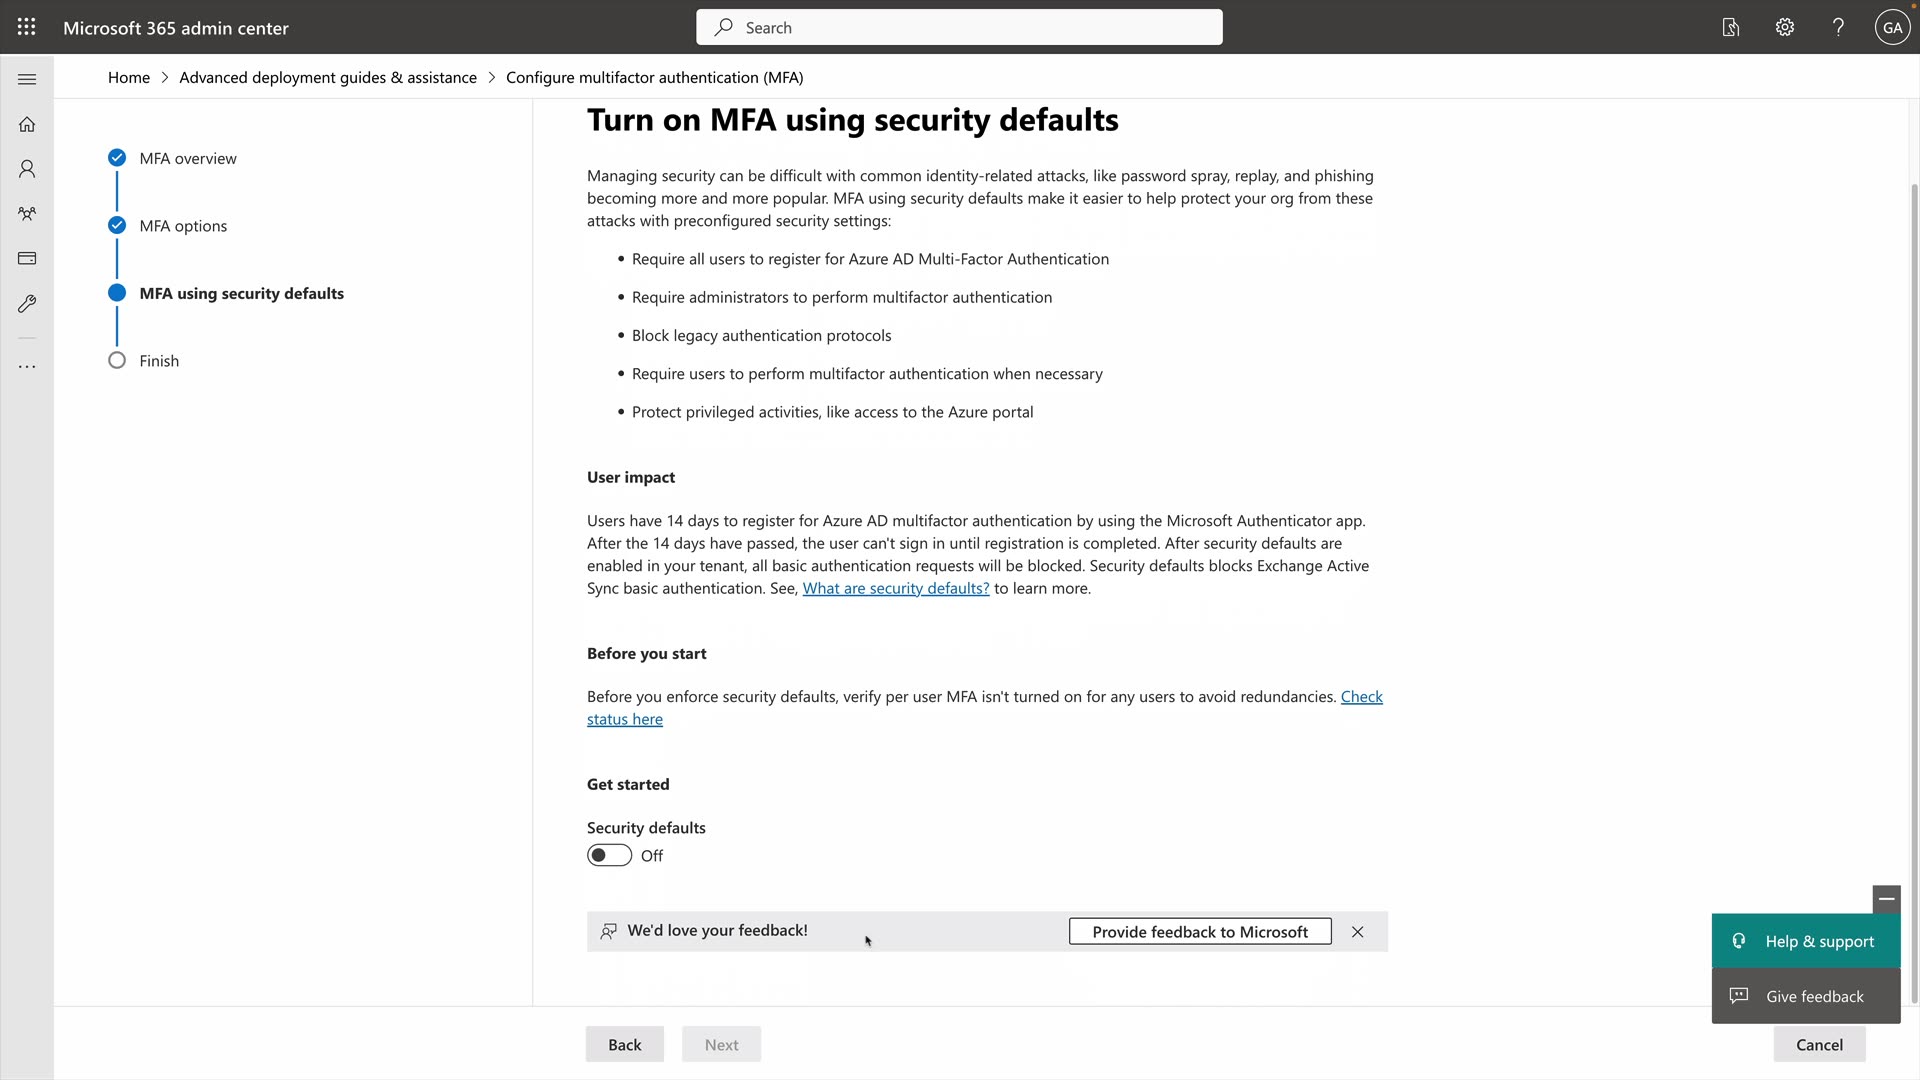 Microsoft 365 admin center
Search
GA
Home > Advanced deployment guides & assistance > Configure multifactor authentication (MFA)
MFA overview
MFA options
MFA using security defaults
Finish
Turn on MFA using security defaults
Managing security can be difficult with common identity-related attacks, like password spray, replay, and phishing
becoming more and more popular. MFA using security defaults make it easier to help protect your org from these
attacks with preconfigured security settings:
• Require all users to register for Azure AD Multi-Factor Authentication
• Require administrators to perform multifactor authentication
• Block legacy authentication protocols
• Require users to perform multifactor authentication when necessary
• Protect privileged activities, like access to the Azure portal
User impact
Users have 14 days to register for Azure AD multifactor authentication by using the Microsoft Authenticator app.
After the 14 days have passed, the user can't sign in until registration is completed. After security defaults are
enabled in your tenant, all basic authentication requests will be blocked. Security defaults blocks Exchange Active
Sync basic authentication. See, What are security defaults? to learn more.
Before you start
Before you enforce security defaults, verify per user MFA isn't turned on for any users to avoid redundancies. Check
status here
Get started
Security defaults
Off
We'd love your feedback!
Provide feedback to Microsoft
Help & support
Give feedback
Back
Next
Cancel